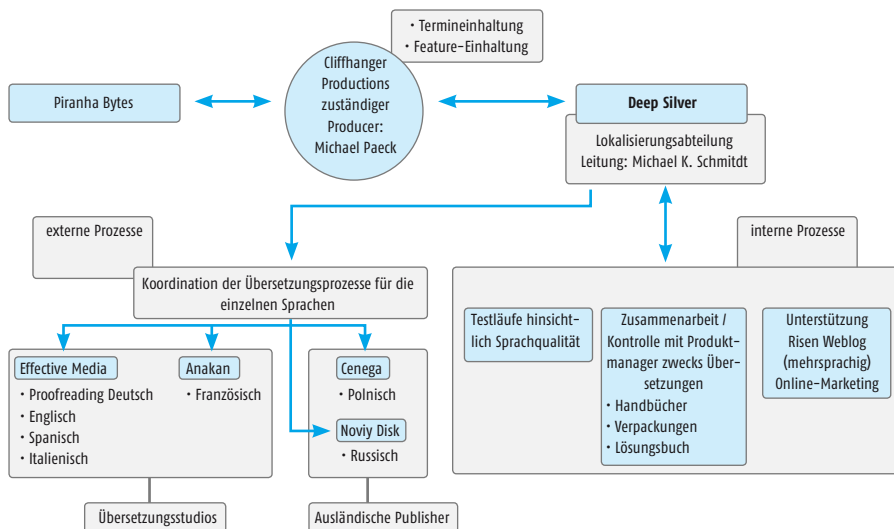 · Termineinhaltung
· Feature-Einhaltung
Piranha Bytes
Cliffhanger
Productions
zuständiger
Producer:
Michael Paeck
Deep Silver
Lokalisierungsabteilung
Leitung: Michael K. Schmitdt
externe Prozesse
interne Prozesse
Koordination der Übersetzungsprozesse für die
einzelnen Sprachen
Effective Media
· Proofreading Deutsch
· Englisch
· Spanisch
· Italienisch
Anakan
· Französisch
Cenega
· Polnisch
Noviy Disk
· Russisch
Übersetzungsstudios
Ausländische Publisher
Testläufe hinsicht-
lich Sprachqualität
Zusammenarbeit /
Kontrolle mit Produkt-
manager zwecks Über-
setzungen
· Handbücher
· Verpackungen
· Lösungsbuch
Unterstützung
Risen Weblog
(mehrsprachig)
Online-Marketing